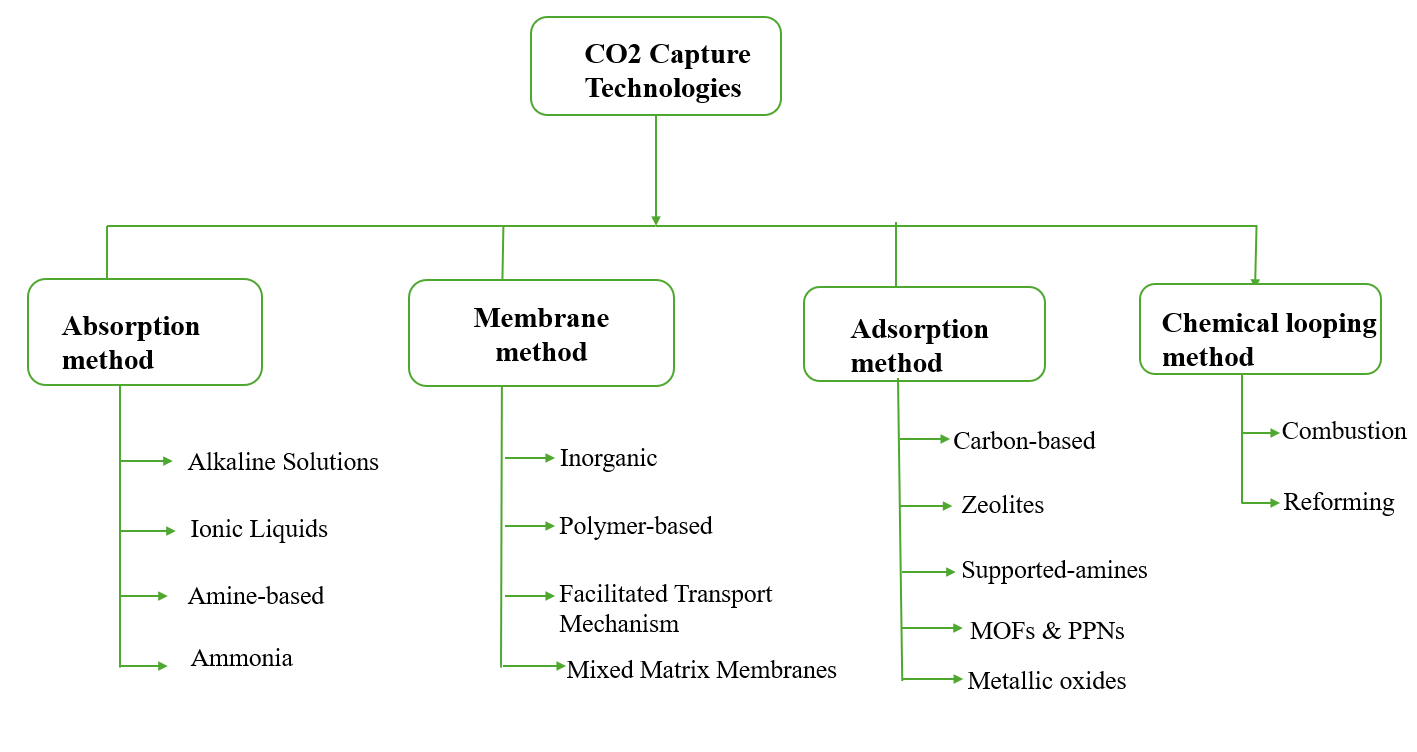 CO2 Capture
Technologies
Absorption
method
Membrane
method
Adsorption
method
Chemical looping
method
Alkaline Solutions
Ionic Liquids
Amine-based
Ammonia
Inorganic
Polymer-based
Facilitated Transport
Mechanism
Mixed Matrix Membranes
Carbon-based
Zeolites
Supported-amines
MOFs & PPNs
Metallic oxides
Combustion
Reforming